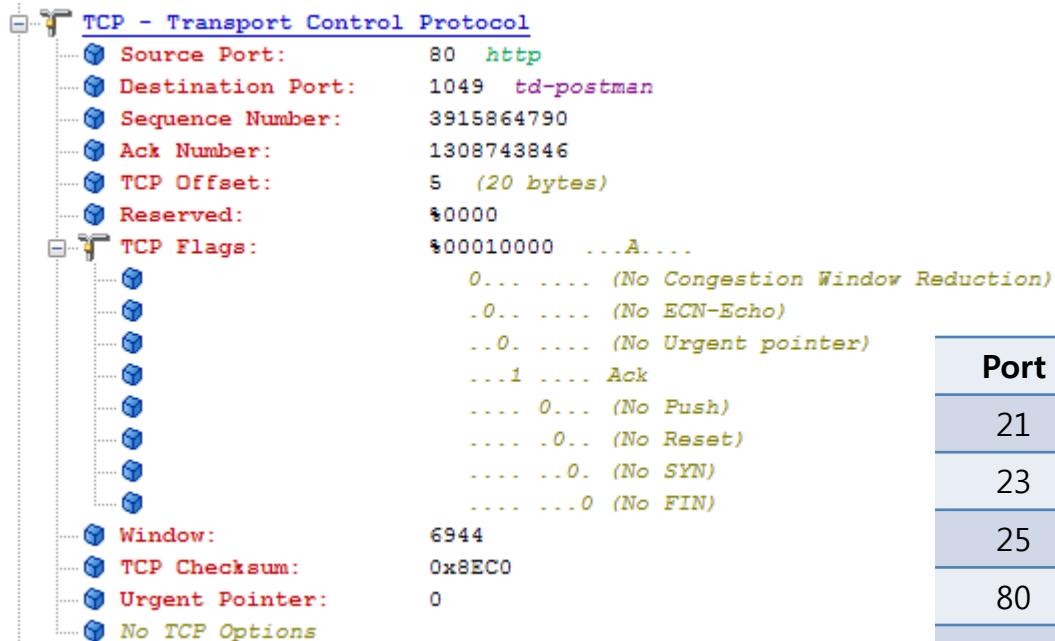 TCP - Transport Control Protocol
Source Port: 80 http
Destination Port: 1049 td-postman
Sequence Number: 3915864790
Ack Number: 1308743846
TCP Offset: 5 (20 bytes)
Reserved: %0000
TCP Flags: %00010000 ...A....
0... .... (No Congestion Window Reduction)
.0.. .... (No ECN-Echo)
..0. .... (No Urgent pointer)
...1 .... Ack
.... 0... (No Push)
.... .0.. (No Reset)
.... ..0. (No SYN)
.... ...0 (No FIN)
Window: 6944
TCP Checksum: 0x8EC0
Urgent Pointer: 0
No TCP Options
Port
21
23
25
80